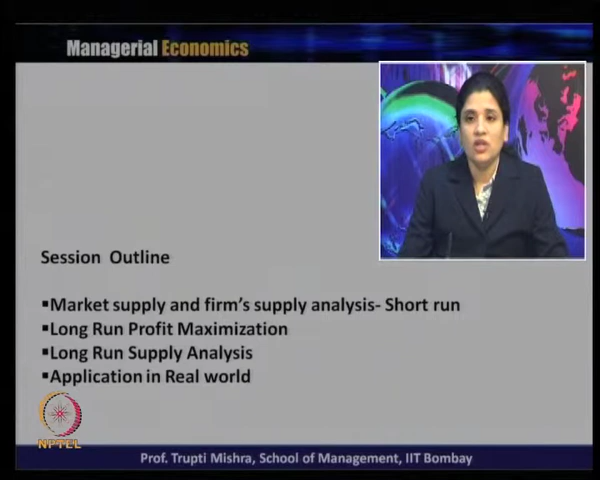 Managerial Economics
Session Outline
▪Market supply and firm's supply analysis- Short run
▪Long Run Profit Maximization
▪Long Run Supply Analysis
▪Application in Real world
NPTEL
Prof. Trupti Mishra, School of Management, IIT Bombay